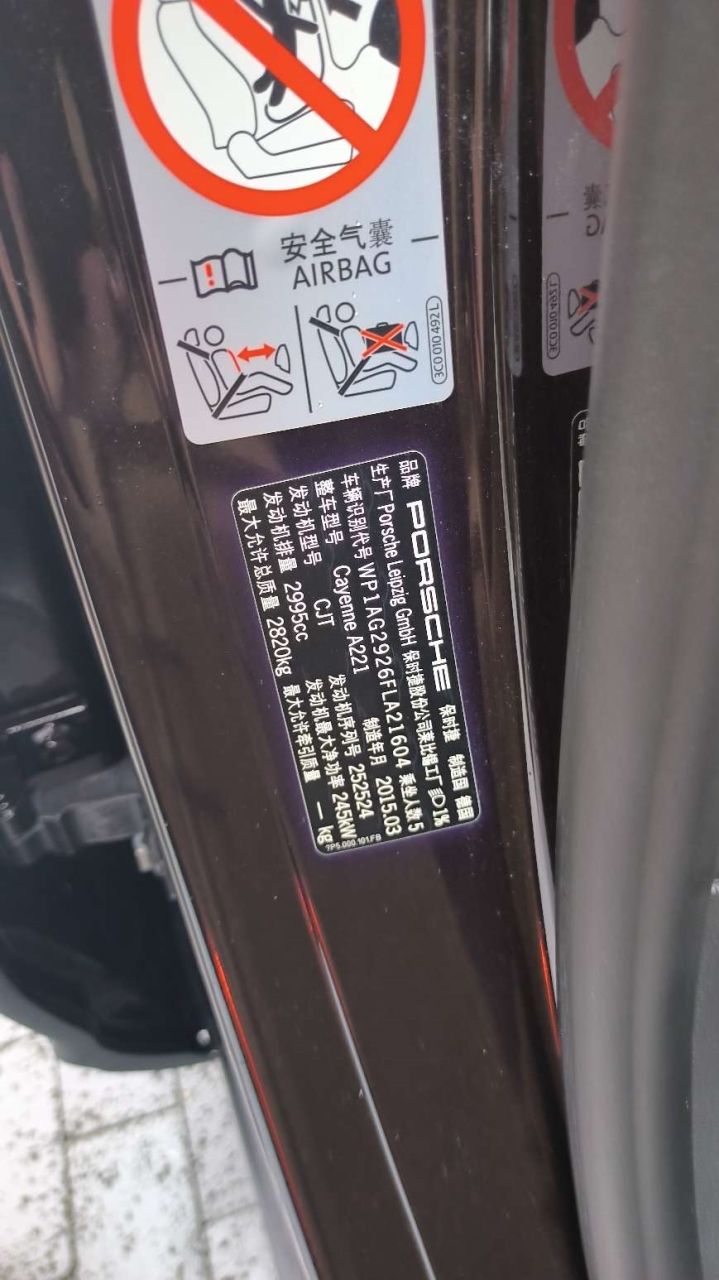 安全气囊
AIRBAG
3C0 010 492 L
品牌 PORSCHE 保时捷 制造国 德国
生产厂 Porsche Leipzig GmbH 保时捷股份公司莱比锡工厂 1%
车辆识别代号 WP1AG2926FLA21604 乘坐人数 5
整车型号 Cayenne A221 制造年月 2015.03
发动机型号 CJT 发动机序列号 252524
发动机排量 2995cc 发动机最大净功率 245kW
最大允许总质量 2820kg 最大允许牵引质量 — kg
7P5.000.101.FB